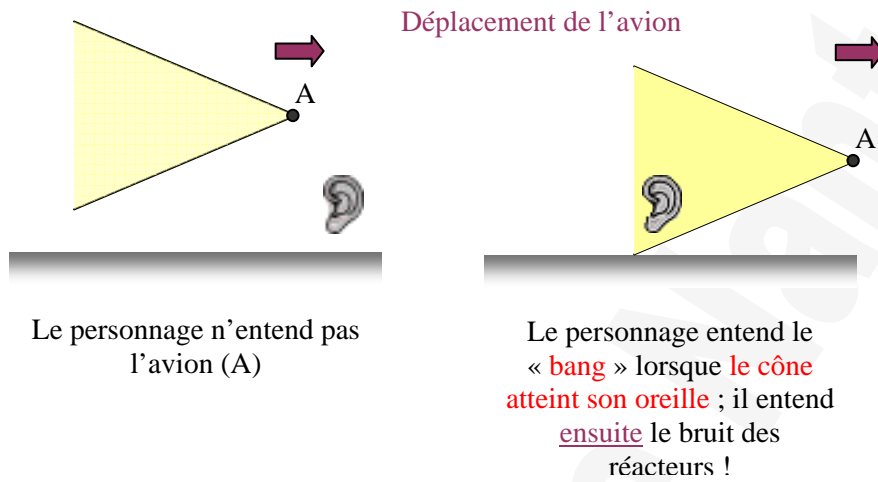 Déplacement de l’avion
A
A
Le personnage n’entend pas
l’avion (A)
Le personnage entend le
« bang » lorsque le cône
atteint son oreille ; il entend
ensuite le bruit des
réacteurs !